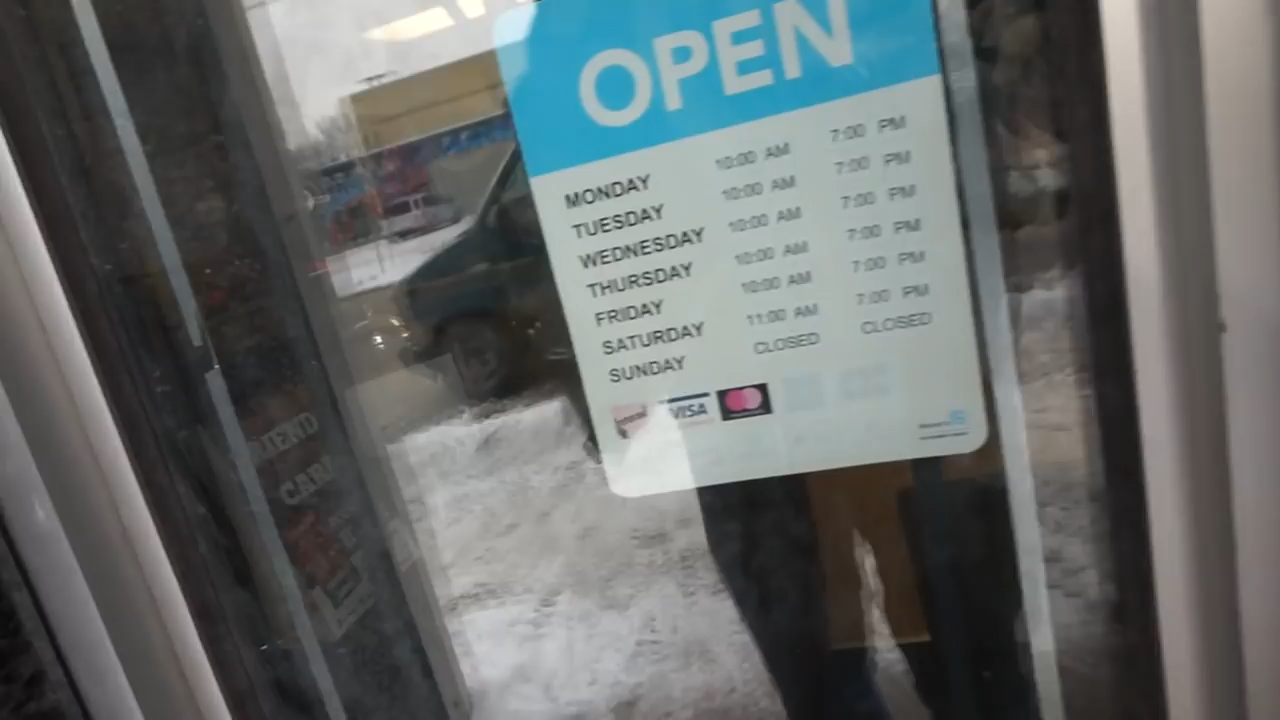 OPEN
MONDAY 10:00 AM 7:00 PM
TUESDAY 10:00 AM 7:00 PM
WEDNESDAY 10:00 AM 7:00 PM
THURSDAY 10:00 AM 7:00 PM
FRIDAY 10:00 AM 7:00 PM
SATURDAY 11:00 AM 7:00 PM
SUNDAY CLOSED CLOSED
VISA